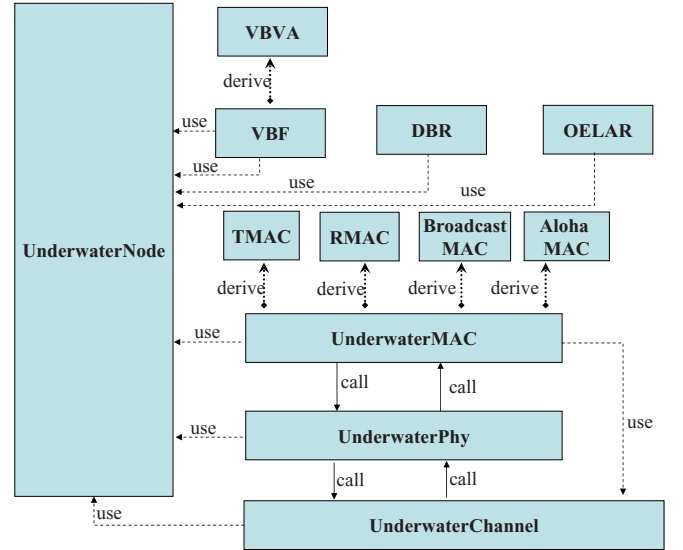 VBVA
derive
use
VBF
DBR
OELAR
use
use
use
UnderwaterNode
TMAC
RMAC
Broadcast
MAC
Aloha
MAC
derive
derive
derive
derive
use
UnderwaterMAC
call
call
use
use
UnderwaterPhy
call
call
use
UnderwaterChannel